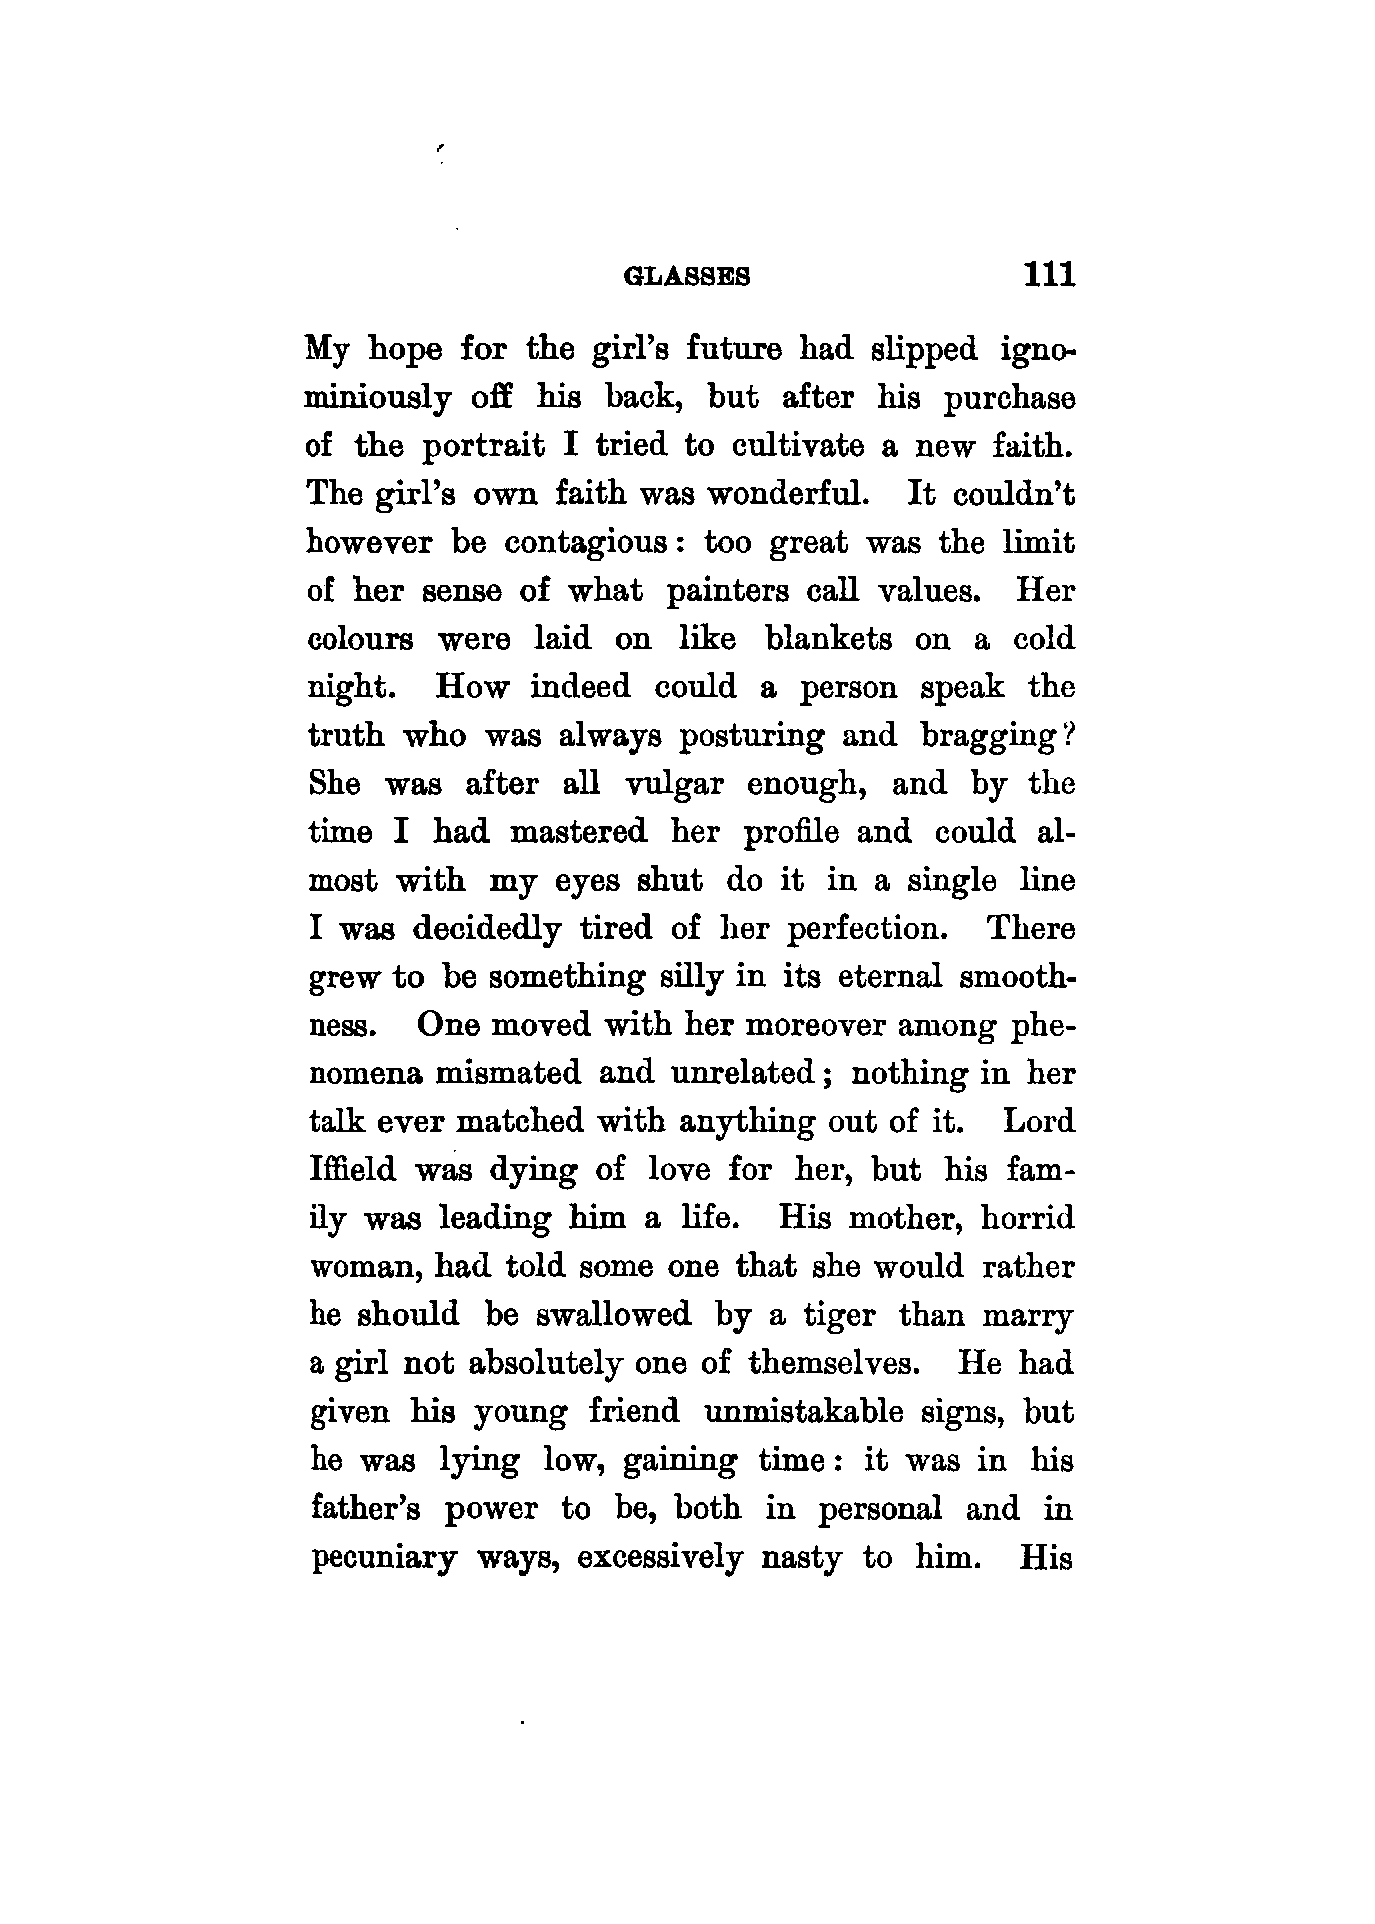 GLASSES 111
My hope for the girl's future had slipped igno-
miniously off his back, but after his purchase
of the portrait I tried to cultivate a new faith.
The girl's own faith was wonderful. It couldn't
however be contagious: too great was the limit
of her sense of what painters call values. Her
colours were laid on like blankets on a cold
night. How indeed could a person speak the
truth who was always posturing and bragging?
She was after all vulgar enough, and by the
time I had mastered her profile and could al-
most with my eyes shut do it in a single line
I was decidedly tired of her perfection. There
grew to be something silly in its eternal smooth-
ness. One moved with her moreover among phe-
nomena mismated and unrelated; nothing in her
talk ever matched with anything out of it. Lord
Iffield was dying of love for her, but his fam-
ily was leading him a life. His mother, horrid
woman, had told some one that she would rather
he should be swallowed by a tiger than marry
a girl not absolutely one of themselves. He had
given his young friend unmistakable signs, but
he was lying low, gaining time: it was in his
father's power to be, both in personal and in
pecuniary ways, excessively nasty to him. His